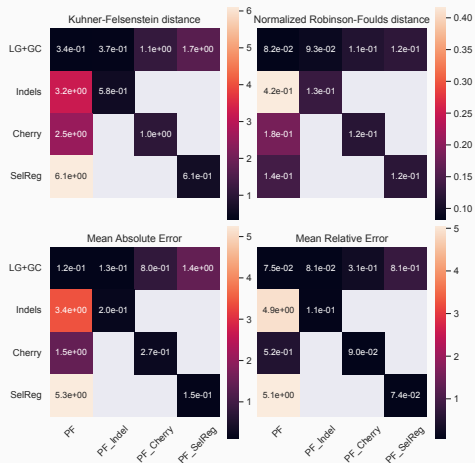 Kuhner-Felsenstein distance
LG+GC 3.4e-01 3.7e-01 1.1e+00 1.7e+00
Indels 3.2e+00 5.8e-01
Cherry 2.5e+00 1.0e+00
SelReg 6.1e+00 6.1e-01
6
5
4
3
2
1
Normalized Robinson-Foulds distance
8.2e-02 9.3e-02 1.1e-01 1.2e-01
4.2e-01 1.3e-01
1.8e-01 1.2e-01
1.4e-01 1.2e-01
0.40
0.35
0.30
0.25
0.20
0.15
0.10
Mean Absolute Error
LG+GC 1.2e-01 1.3e-01 8.0e-01 1.4e+00
Indels 3.4e+00 2.0e-01
Cherry 1.5e+00 2.7e-01
SelReg 5.3e+00 1.5e-01
PF PF_Indel PF_Cherry PF_SelReg
5
4
3
2
1
Mean Relative Error
7.5e-02 8.1e-02 3.1e-01 8.1e-01
4.9e+00 1.1e-01
5.2e-01 9.0e-02
5.1e+00 7.4e-02
PF PF_Indel PF_Cherry PF_SelReg
5
4
3
2
1